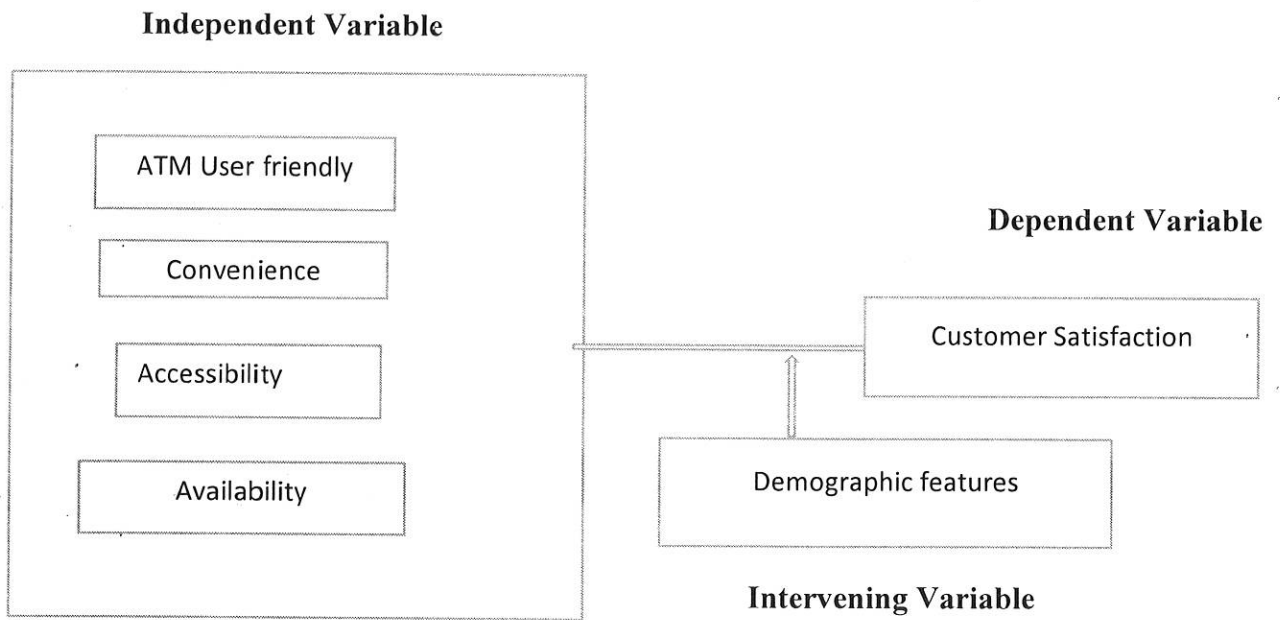 Independent Variable
ATM User friendly
Convenience
Accessibility
Availability
Dependent Variable
Customer Satisfaction
Demographic features
Intervening Variable